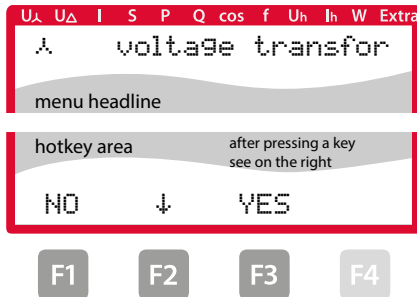 U⅄ U△ I S P Q cos f Uh Ih W Extra
⅄ voltage transfor
menu headline
hotkey area
after pressing a key
see on the right
NO ↓ YES
F1 F2 F3 F4